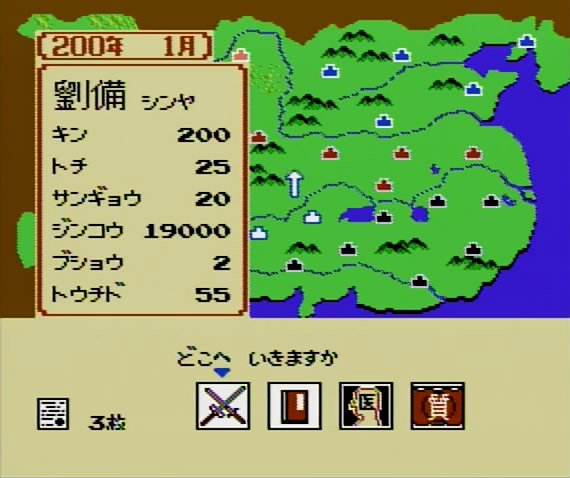 200年 1月
劉備 シンヤ
キン 200
トチ 25
サンギョウ 20
ジンコウ 19000
ブショウ 2
トウチド 55
どこへ いきますか
3枚
医